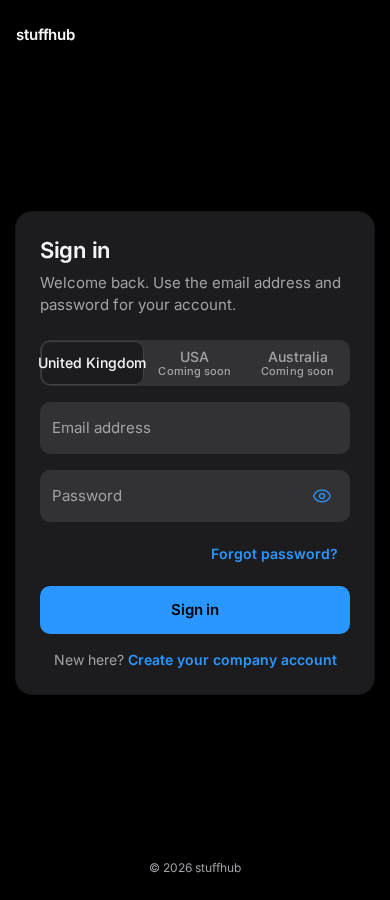 stuffhub
Sign in
Welcome back. Use the email address and
password for your account.
United Kingdom
USA
Coming soon
Australia
Coming soon
Email address
Password
Forgot password?
Sign in
New here? Create your company account
© 2026 stuffhub